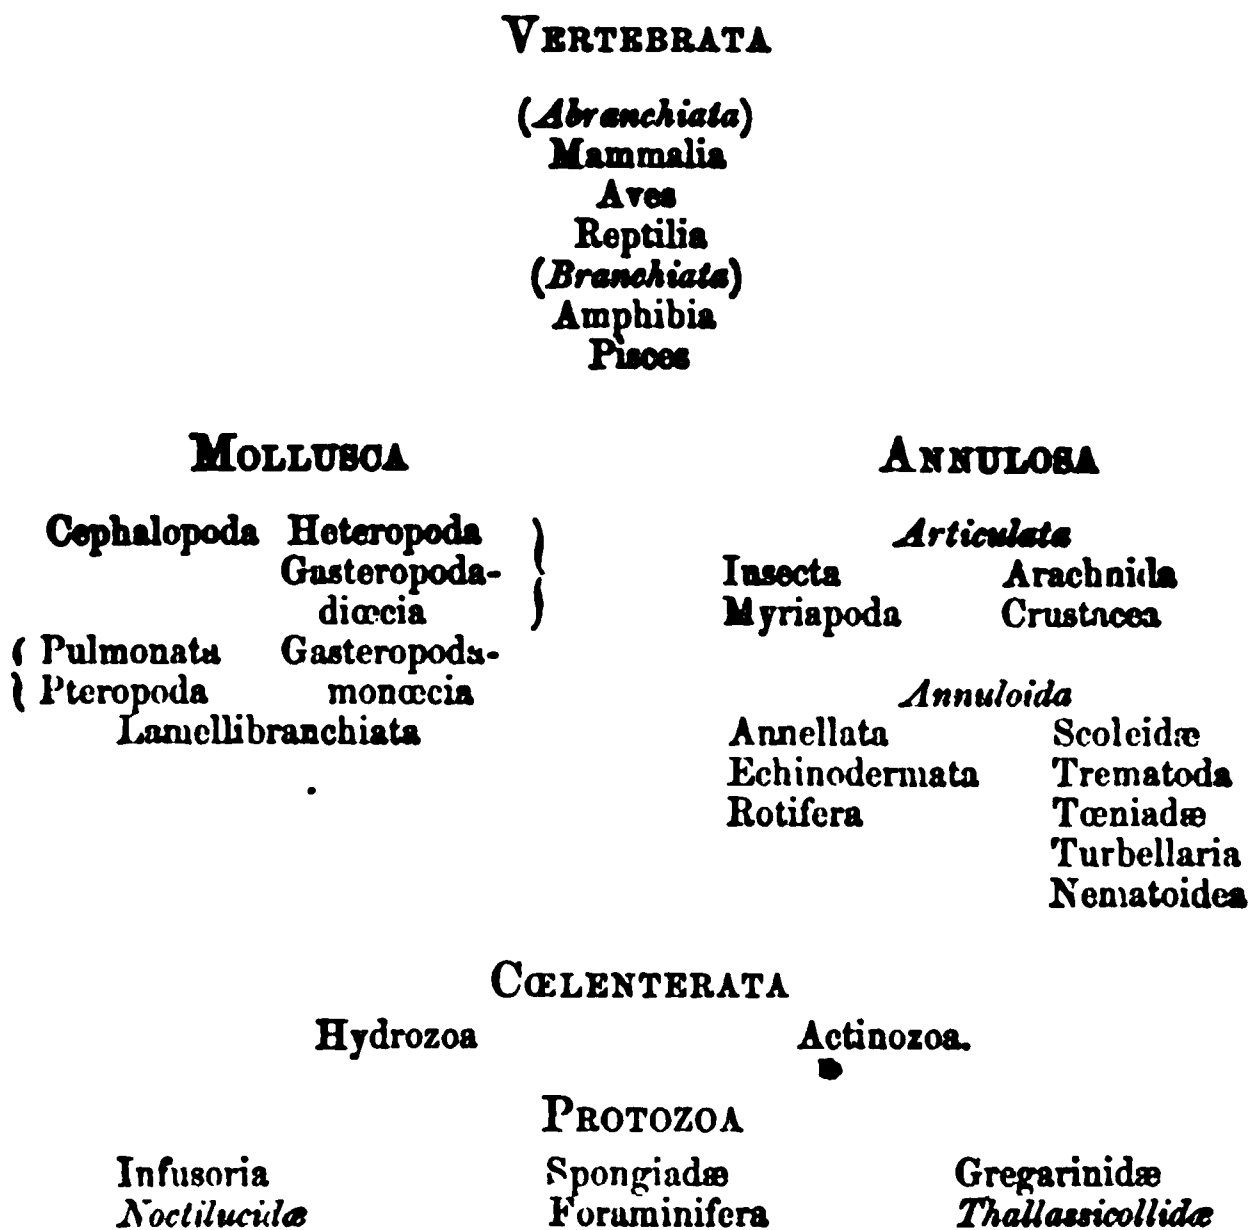 VERTEBRATA
(Abranchiata)
Mammalia
Aves
Reptilia
(Branchiata)
Amphibia
Pisces
MOLLUSCA
Cephalopoda Heteropoda
Gasteropoda-
diœcia
Pulmonata Gasteropoda-
Pteropoda monœcia
Lamellibranchiata
ANNULOSA
Articulata
Insecta Arachnida
Myriapoda Crustacea
Annuloida
Annellata Scoleidæ
Echinodermata Trematoda
Rotifera Tœniadæ
Turbellaria
Nematoidea
CŒLENTERATA
Hydrozoa Actinozoa.
PROTOZOA
Infusoria Spongiadæ Gregarinidæ
Noctilucidæ Foraminifera Thallassicollidæ